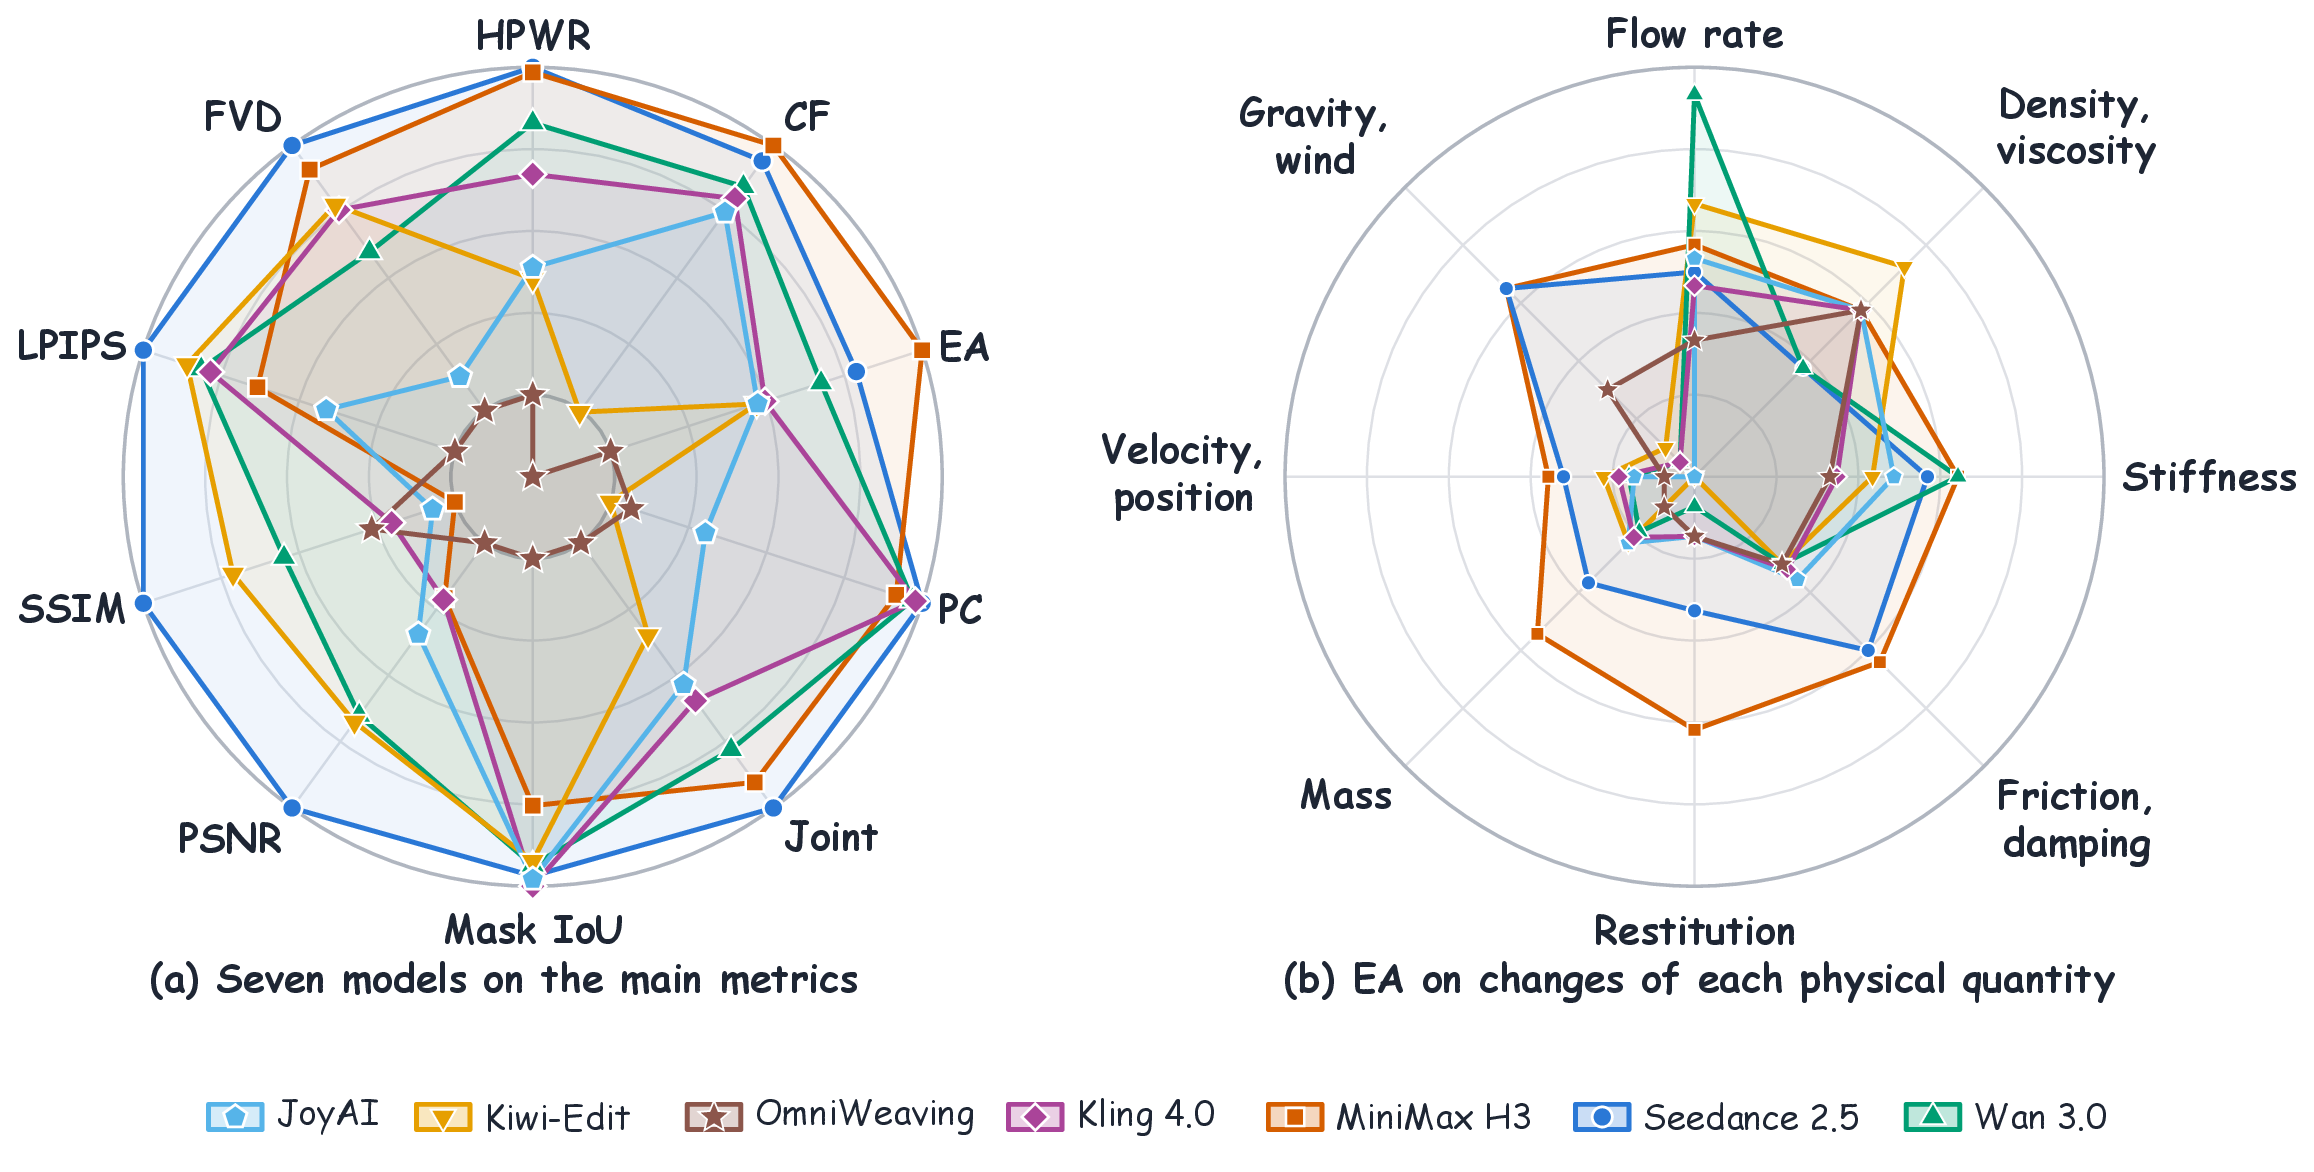 HPWR
CF
EA
PC
Joint
Mask IoU
PSNR
SSIM
LPIPS
FVD
(a) Seven models on the main metrics
Flow rate
Density,
viscosity
Stiffness
Friction,
damping
Restitution
Mass
Velocity,
position
Gravity,
wind
(b) EA on changes of each physical quantity
JoyAI
Kiwi-Edit
OmniWeaving
Kling 4.0
MiniMax H3
Seedance 2.5
Wan 3.0